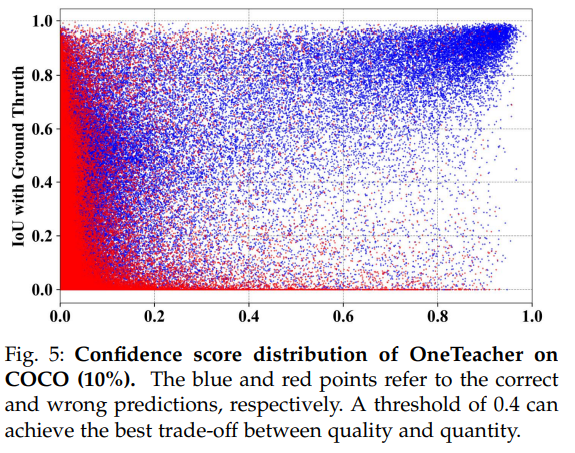 1.0
0.8
0.6
0.4
0.2
0.0
IoU with Ground Thruth
0.0 0.2 0.4 0.6 0.8 1.0
Fig. 5: Confidence score distribution of OneTeacher on
COCO (10%). The blue and red points refer to the correct
and wrong predictions, respectively. A threshold of 0.4 can
achieve the best trade-off between quality and quantity.